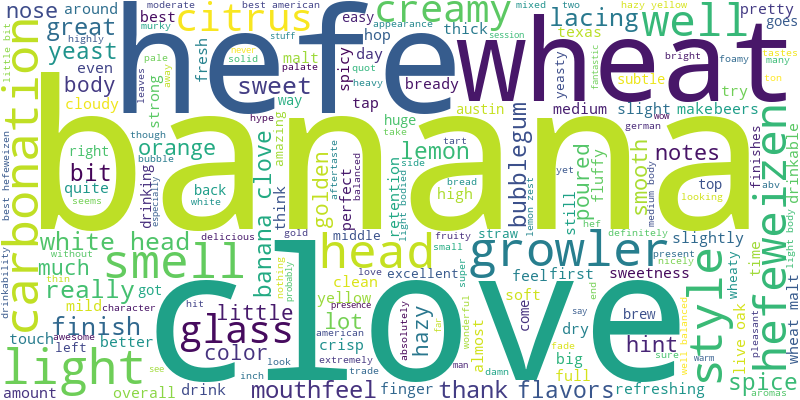 banana
clove
hefe
wheat
hefeweizen
carbonation
light
head
smell
growler
style
creamy
citrus
well
glass
finish
white head
really
great
yeast
body
nose
around
lacing
sweet
bit
orange
lemon
notes
smooth
poured
bubblegum
banana clove
golden
retention
mouthfeel
thank
flavors
hazy
hint
spice
wheat malt
live oak
little
color
lot
much
mild
touch
left
better
overall
amount
drink
got
character
cloudy
strong
even
best
moderate
best american
murky
highly
pale
leaves
little bit
hop
malt
day
easy
appearance
thick
spicy
bready
palate
tap
fresh
never
solid
stuff
away
way
amazing
hype
quot
heavy
austin
texas
session
mixed
two
hazy yellow
pretty
goes
tastes
many
bright
foamy
ton
fantastic
subtle
try
yeasty
medium
slight
makebeers
wow
german
finishes
drinkable
abv
top
looking
high
tart
huge
take
aftertaste
perfect
balanced
side
light bodied
bread
yet
fluffy
still
lemon zest
hef
definitely
medium body
light body
straw
fruity
small
middle
gold
think
back
white
drinking
especially
bubble
though
right
quite
seems
best hefeweizen
drinkability
without
thin
delicious
probably
nothing
clean
yellow
soft
love
excellent
super
feel
first
sweetness
slightly
present
nicely
wheaty
time
pleasant
well balanced
warm
sure
aromas
refreshing
full
big
dry
brew
come
say
end
fade
almost
wonderful
far
absolutely
american
presence
crisp
extremely
trade
man
damn
finger
inch
look
hit
awesome
see